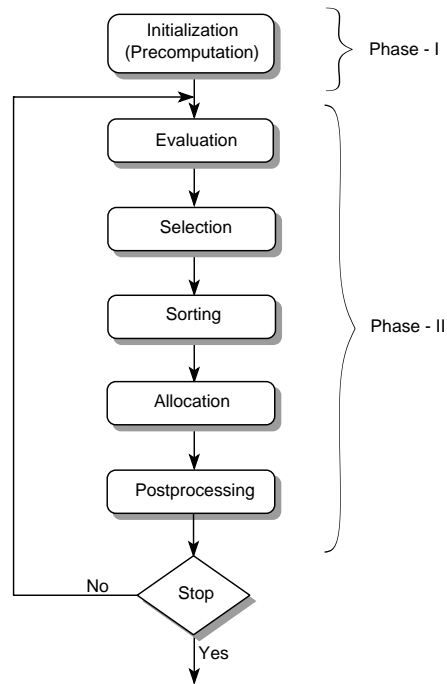 Initialization
(Precomputation)
Phase - I
Evaluation
Selection
Sorting
Phase - II
Allocation
Postprocessing
Stop
No
Yes